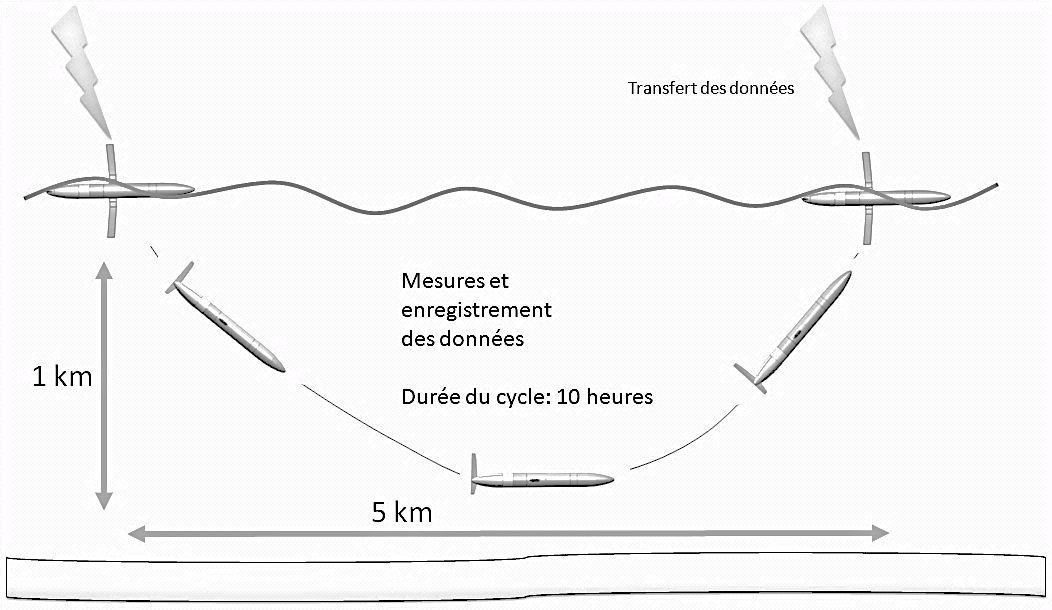 Transfert des données
Mesures et
enregistrement
des données
Durée du cycle: 10 heures
1 km
5 km